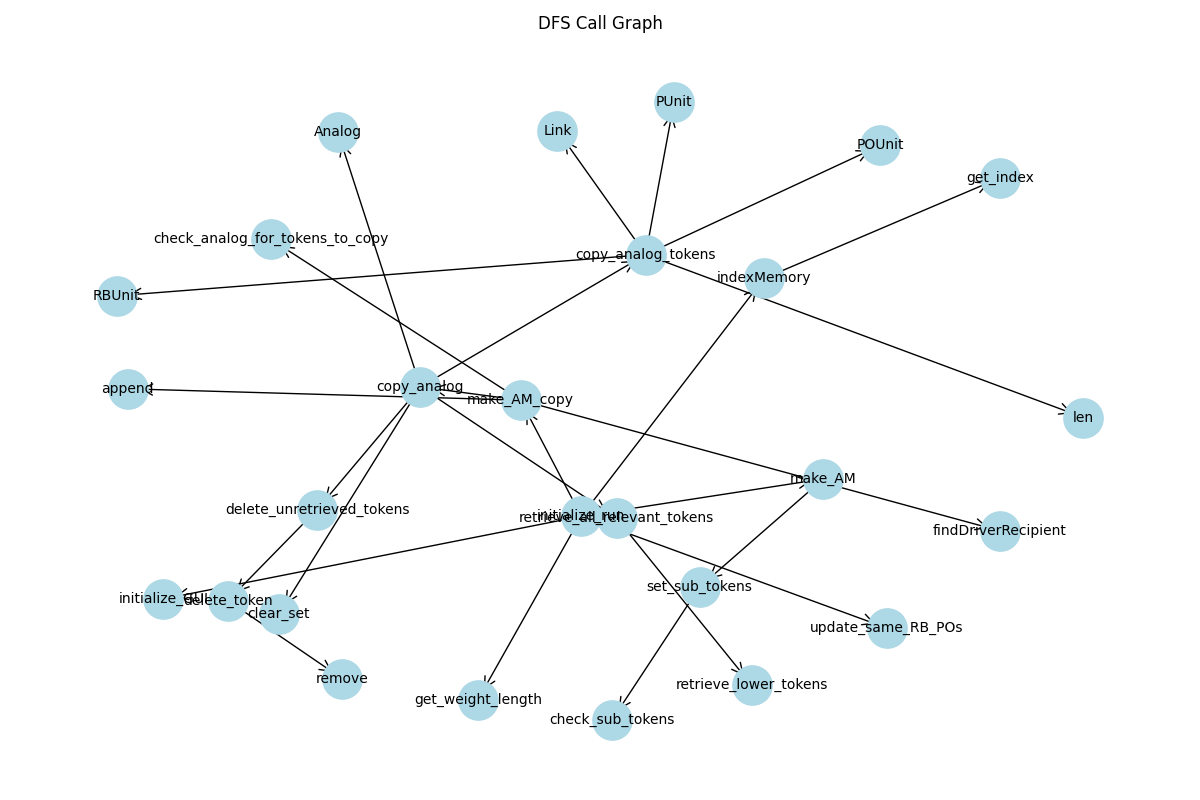 DFS Call Graph
PUnit
Link
Analog
POUnit
get_index
check_analog_for_tokens_to_copy
copy_analog_tokens
indexMemory
RBUnit
copy_analog
append
make_AM_copy
len
make_AM
delete_unretrieved_tokens
initialize_run
retrieve_all_relevant_tokens
findDriverRecipient
set_sub_tokens
delete_token
clear_set
update_same_RB_POs
remove
retrieve_lower_tokens
get_weight_length
check_sub_tokens